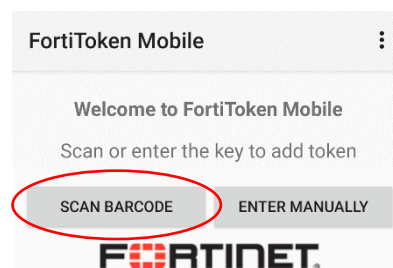 FortiToken Mobile
Welcome to FortiToken Mobile
Scan or enter the key to add token
SCAN BARCODE ENTER MANUALLY
FORTINET